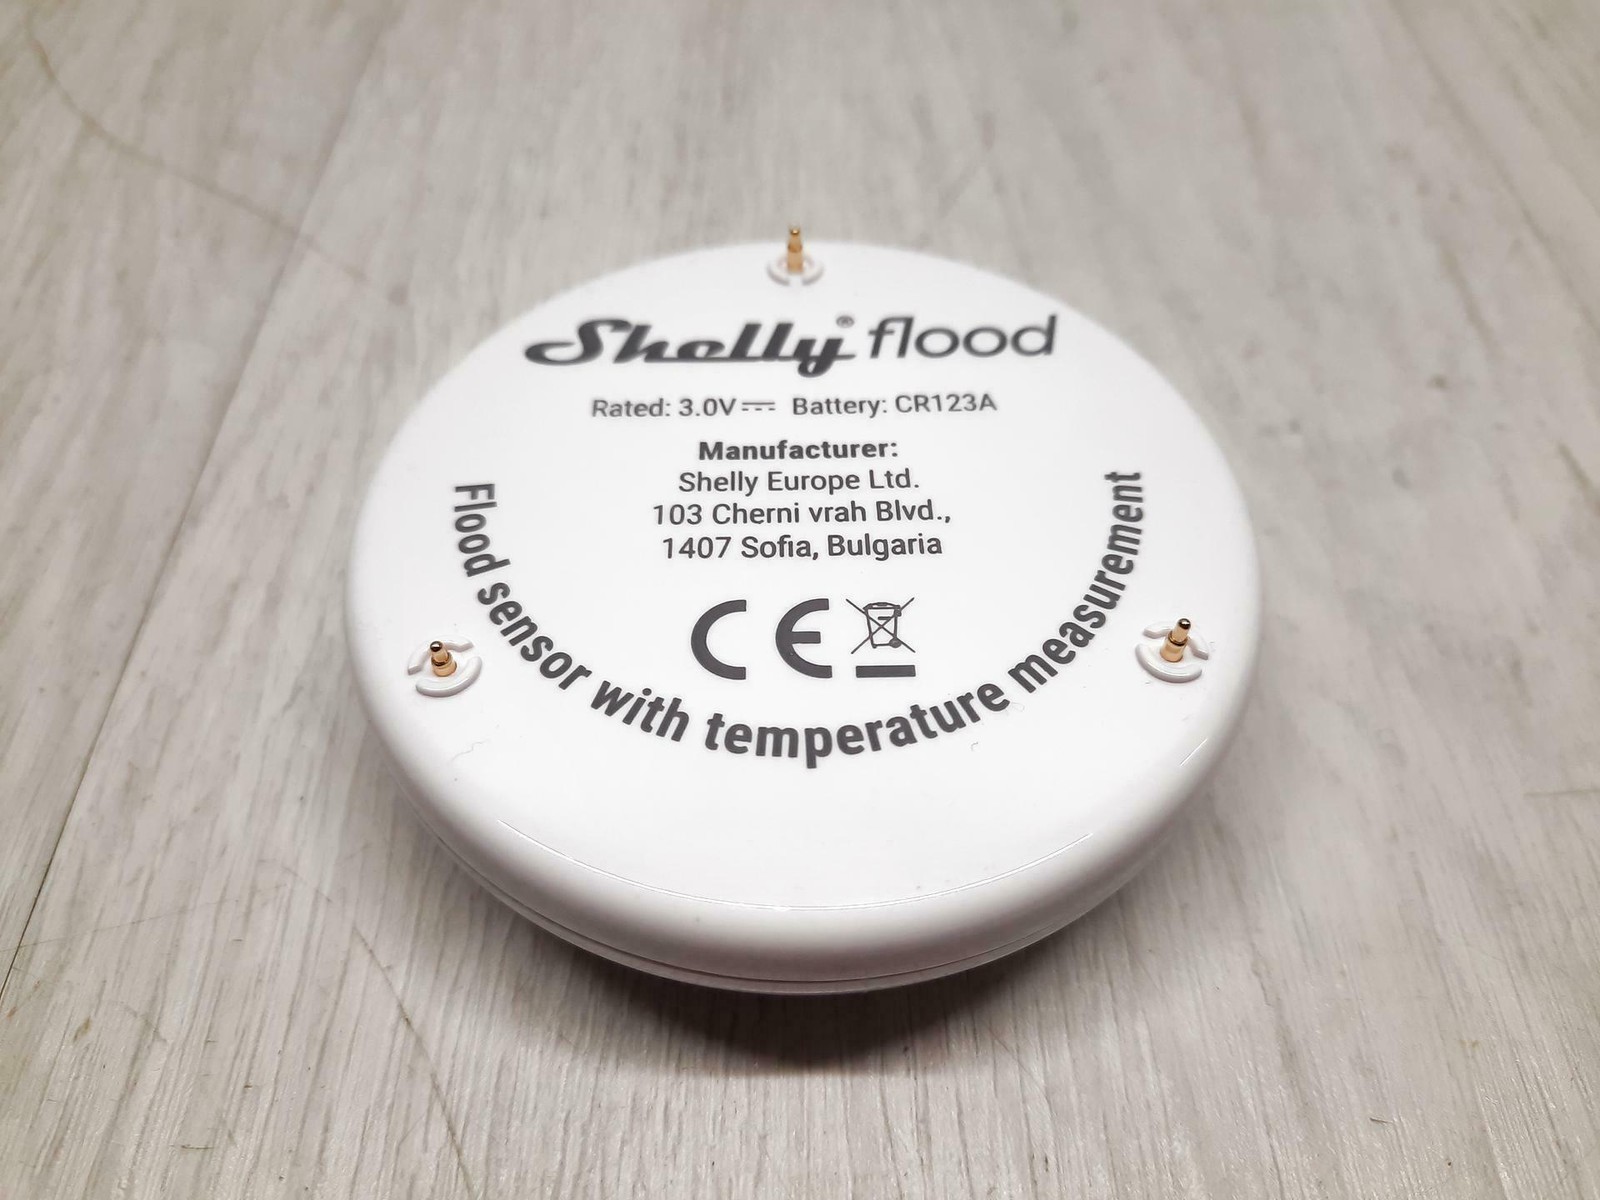 Shelly® flood
Rated: 3.0V⎓ Battery: CR123A
Manufacturer:
Shelly Europe Ltd.
103 Cherni vrah Blvd.,
1407 Sofia, Bulgaria
CE
Flood sensor with temperature measurement